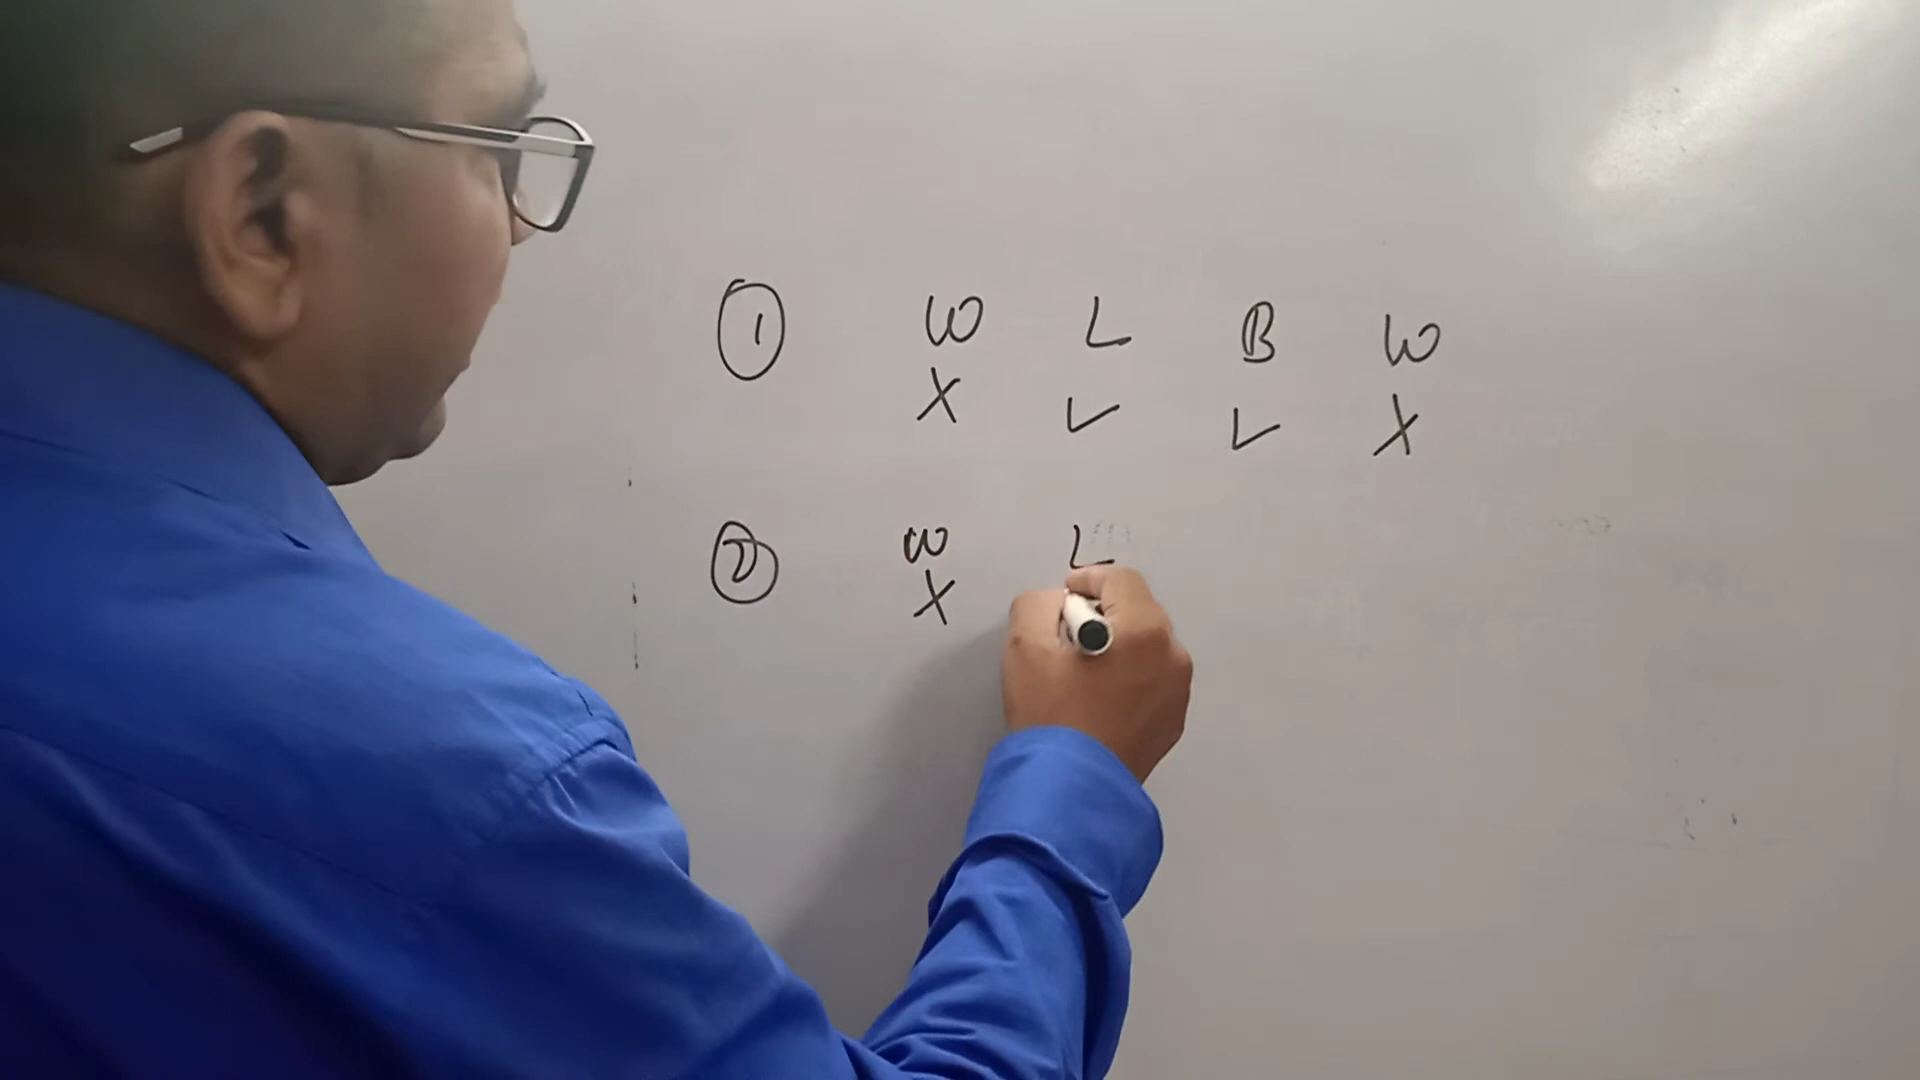 ① W L B W
X ✓ ✓ X
② W L
X